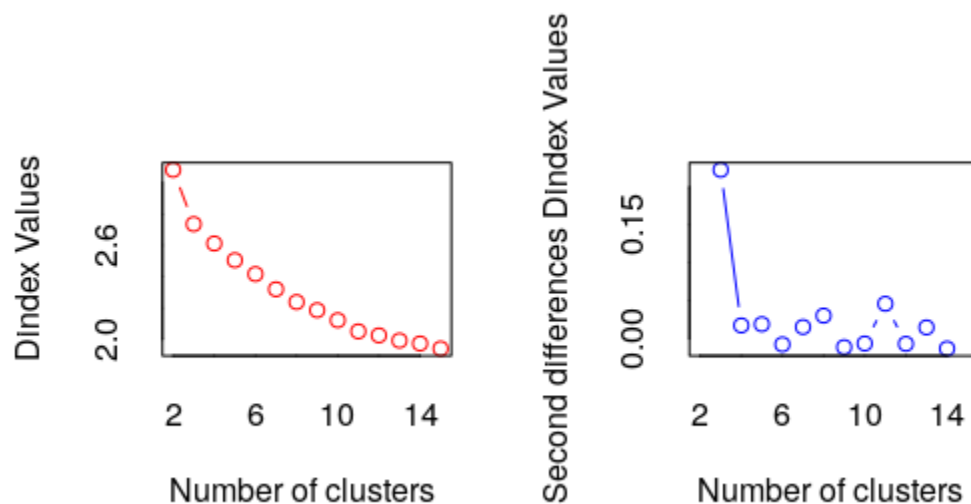 Dindex Values
2.0 2.6
2 6 10 14
Number of clusters
Second differences Dindex Values
0.00 0.15
2 6 10 14
Number of clusters